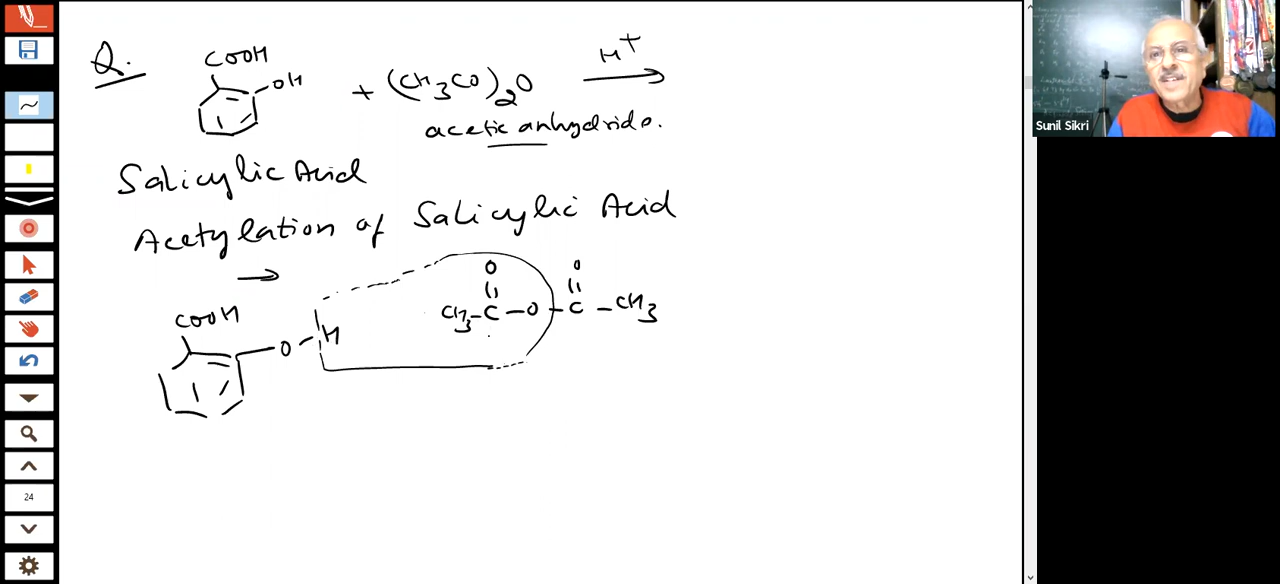 Q.
COOH
OH
+ (CH3CO)2O
H+
acetic anhydride.
Salicylic Acid
Acetylation of Salicylic Acid
COOH
O - H
O O
CH3 - C - O - C - CH3
24
Sunil Sikri